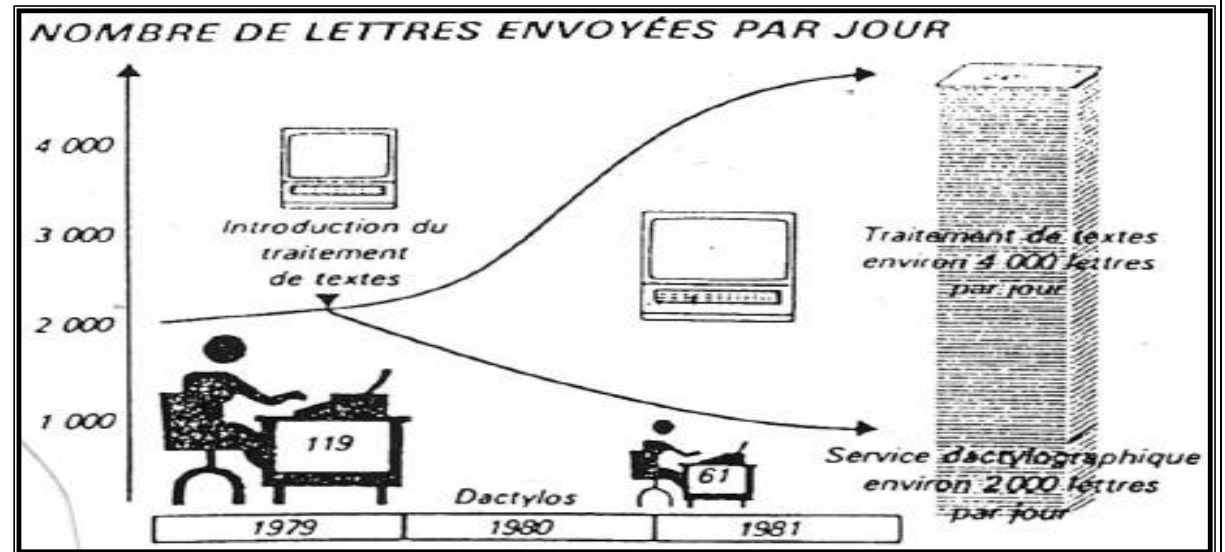 NOMBRE DE LETTRES ENVOYÉES PAR JOUR
4 000
3 000
2 000
1 000
Introduction du
traitement
de textes
Traitement de textes
environ 4 000 lettres
par jour
119
61
Dactylos
Service dactylographique
environ 2 000 lettres
par jour
1979
1980
1981